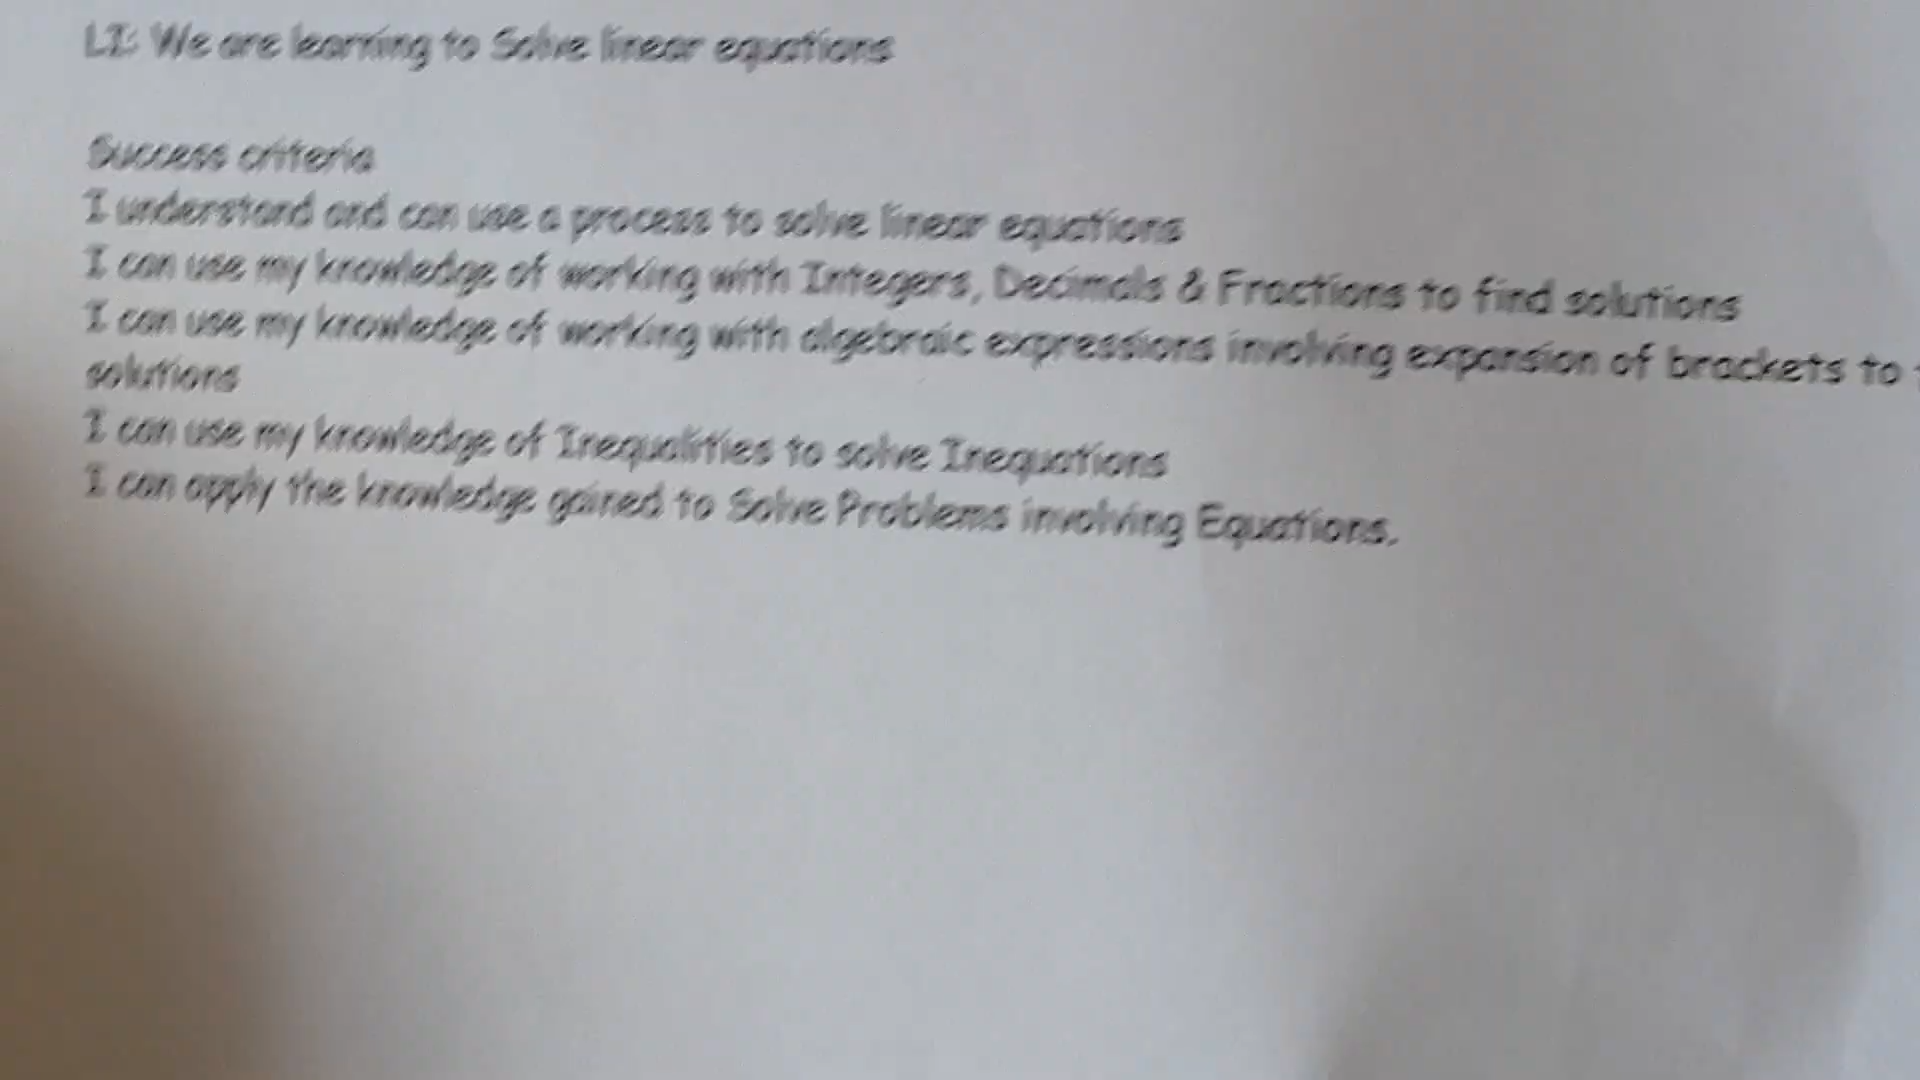 LI: We are learning to Solve linear equations
Success criteria
I understand and can use a process to solve linear equations
I can use my knowledge of working with Integers, Decimals & Fractions to find solutions
I can use my knowledge of working with algebraic expressions involving expansion of brackets to
solutions
I can use my knowledge of Inequalities to solve Inequations
I can apply the knowledge gained to Solve Problems involving Equations.